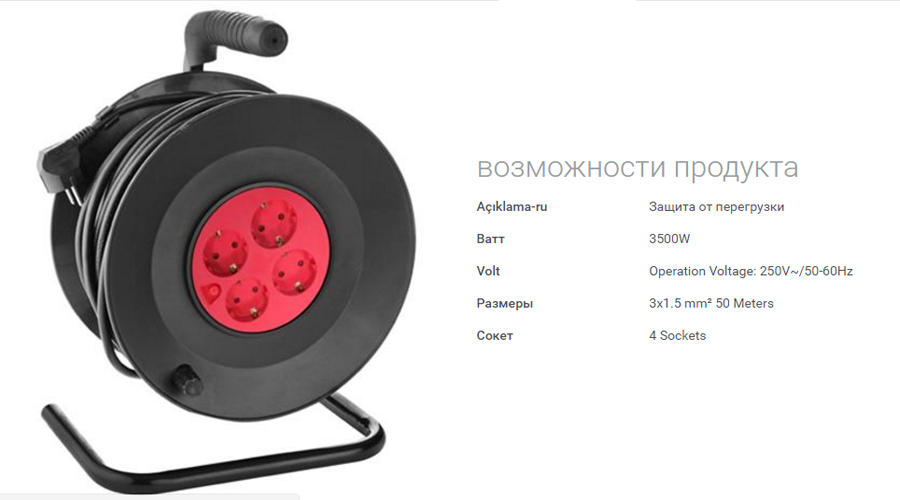 возможности продукта
Açıklama-ru Защита от перегрузки
Ватт 3500W
Volt Operation Voltage: 250V~/50-60Hz
Размеры 3x1.5 mm² 50 Meters
Сокет 4 Sockets